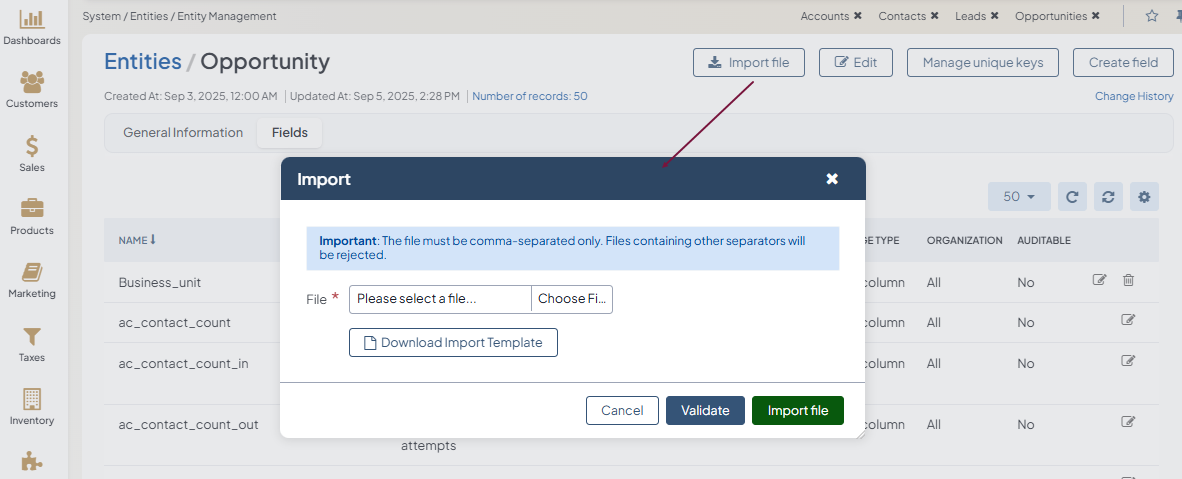 System / Entities / Entity Management
Accounts ✖ Contacts ✖ Leads ✖ Opportunities ✖
Dashboards
Customers
Sales
Products
Marketing
Taxes
Inventory
Entities / Opportunity
Import file
Edit
Manage unique keys
Create field
Created At: Sep 3, 2025, 12:00 AM | Updated At: Sep 5, 2025, 2:28 PM | Number of records: 50
Change History
General Information
Fields
Import
Important: The file must be comma-separated only. Files containing other separators will
be rejected.
File * Please select a file... Choose Fi...
Download Import Template
Cancel
Validate
Import file
50
NAME
GE TYPE ORGANIZATION AUDITABLE
Business_unit column All No
ac_contact_count column All No
ac_contact_count_in column All No
ac_contact_count_out column All No
attempts